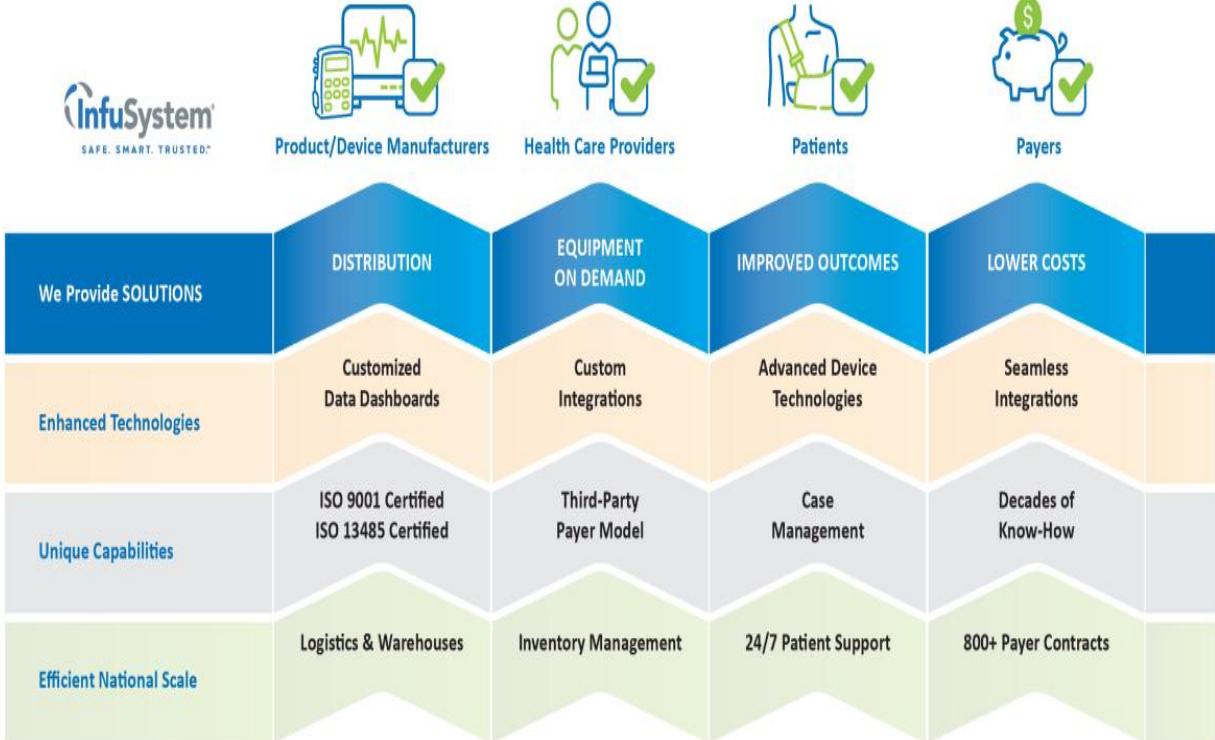 $
InfuSystem®
SAFE. SMART. TRUSTED.℠
Product/Device Manufacturers
Health Care Providers
Patients
Payers
We Provide SOLUTIONS
DISTRIBUTION
EQUIPMENT
ON DEMAND
IMPROVED OUTCOMES
LOWER COSTS
Enhanced Technologies
Customized
Data Dashboards
Custom
Integrations
Advanced Device
Technologies
Seamless
Integrations
Unique Capabilities
ISO 9001 Certified
ISO 13485 Certified
Third-Party
Payer Model
Case
Management
Decades of
Know-How
Efficient National Scale
Logistics & Warehouses
Inventory Management
24/7 Patient Support
800+ Payer Contracts